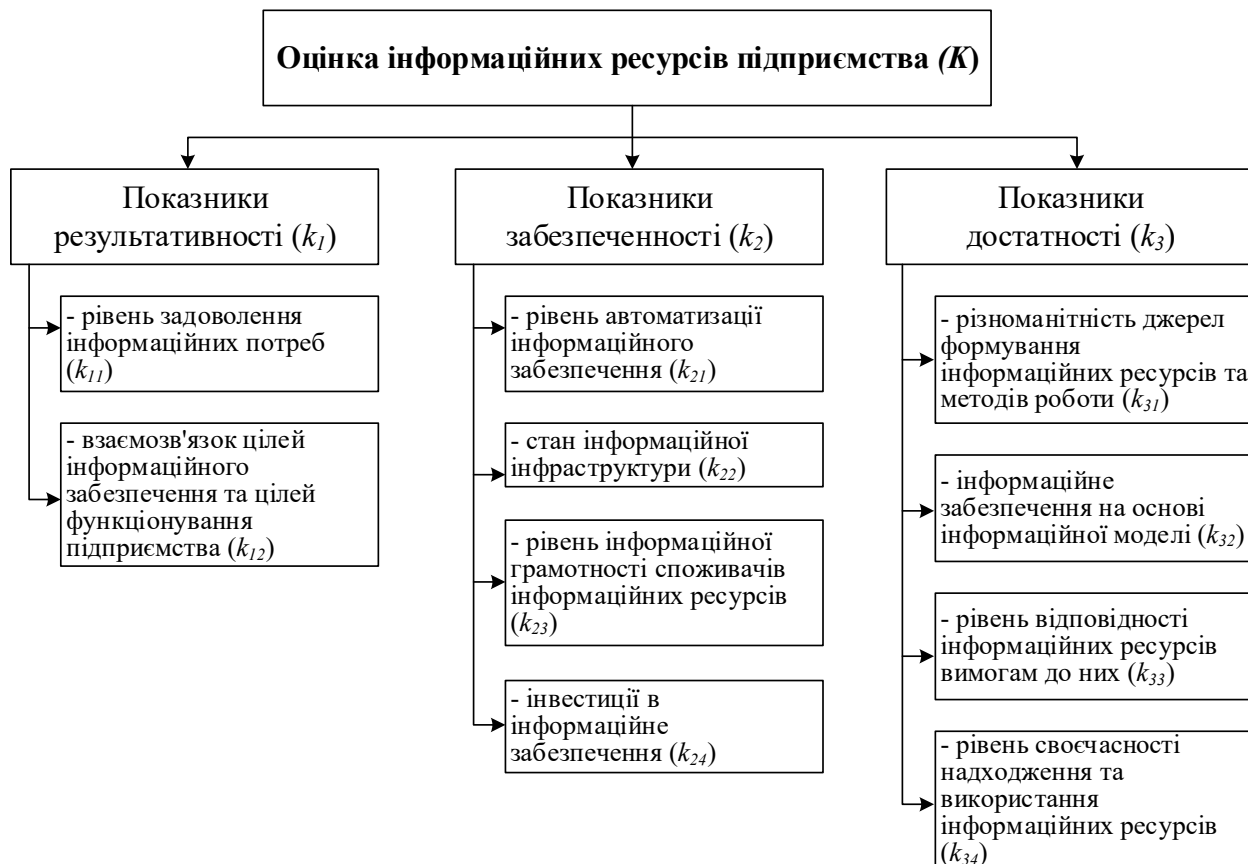 Оцінка інформаційних ресурсів підприємства (K)
Показники
результативності (k1)
- рівень задоволення
інформаційних потреб
(k11)
- взаємозв'язок цілей
інформаційного
забезпечення та цілей
функціонування
підприємства (k12)
Показники
забезпеченності (k2)
- рівень автоматизації
інформаційного
забезпечення (k21)
- стан інформаційної
інфраструктури (k22)
- рівень інформаційної
грамотності споживачів
інформаційних ресурсів
(k23)
- інвестиції в
інформаційне
забезпечення (k24)
Показники
достатності (k3)
- різноманітність джерел
формування
інформаційних ресурсів та
методів роботи (k31)
- інформаційне
забезпечення на основі
інформаційної моделі (k32)
- рівень відповідності
інформаційних ресурсів
вимогам до них (k33)
- рівень своєчасності
надходження та
використання
інформаційних ресурсів
(k34)